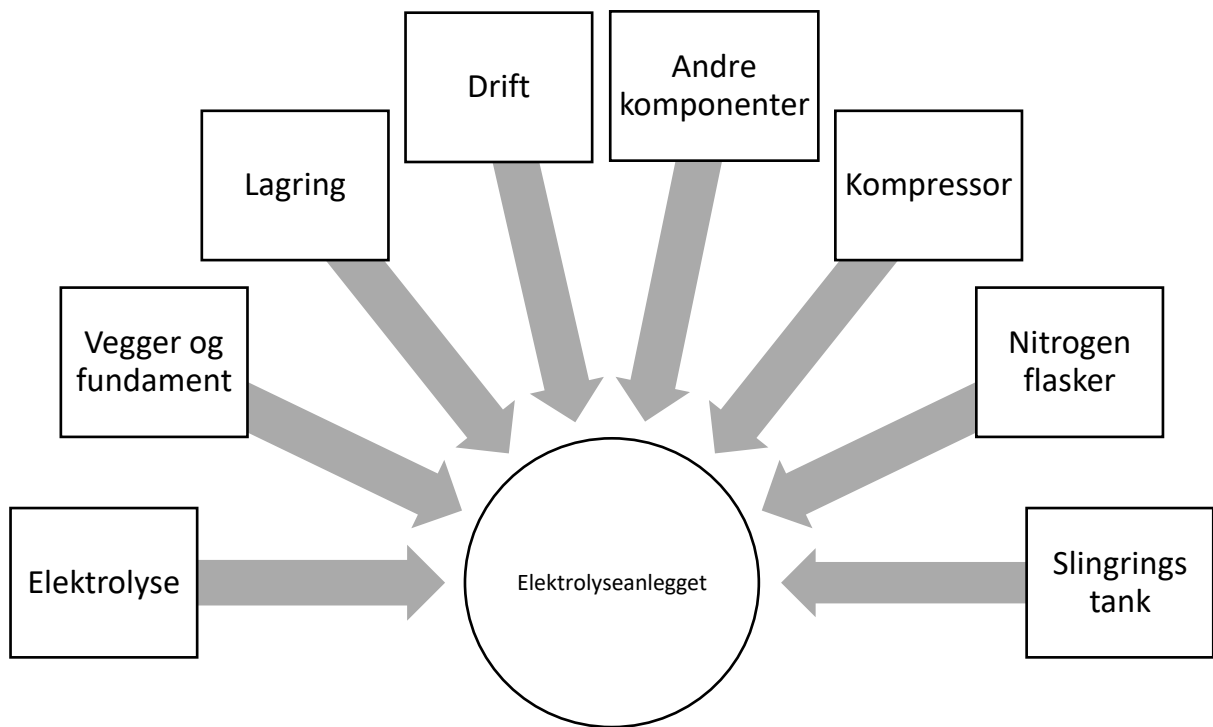 Drift
Andre
komponenter
Lagring
Kompressor
Vegger og
fundament
Nitrogen
flasker
Elektrolyse
Elektrolyseanlegget
Slingrings
tank